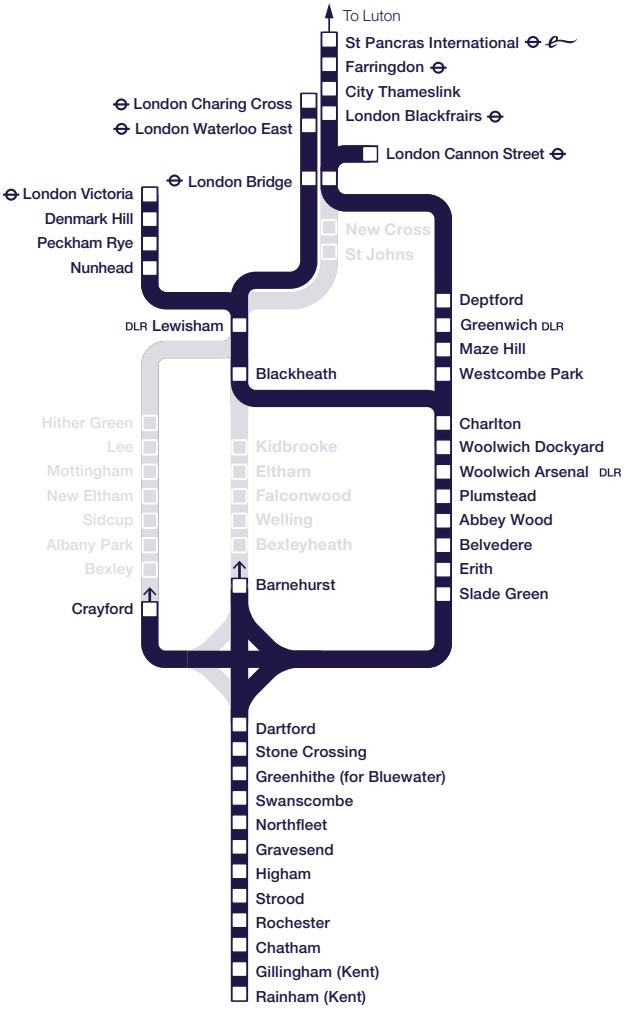 To Luton
St Pancras International
Farringdon
City Thameslink
London Blackfrairs
London Charing Cross
London Waterloo East
London Cannon Street
London Bridge
London Victoria
Denmark Hill
Peckham Rye
Nunhead
New Cross
St Johns
DLR Lewisham
Blackheath
Deptford
Greenwich DLR
Maze Hill
Westcombe Park
Hither Green
Lee
Mottingham
New Eltham
Sidcup
Albany Park
Bexley
Crayford
Kidbrooke
Eltham
Falconwood
Welling
Bexleyheath
Barnehurst
Charlton
Woolwich Dockyard
Woolwich Arsenal DLR
Plumstead
Abbey Wood
Belvedere
Erith
Slade Green
Dartford
Stone Crossing
Greenhithe (for Bluewater)
Swanscombe
Northfleet
Gravesend
Higham
Strood
Rochester
Chatham
Gillingham (Kent)
Rainham (Kent)